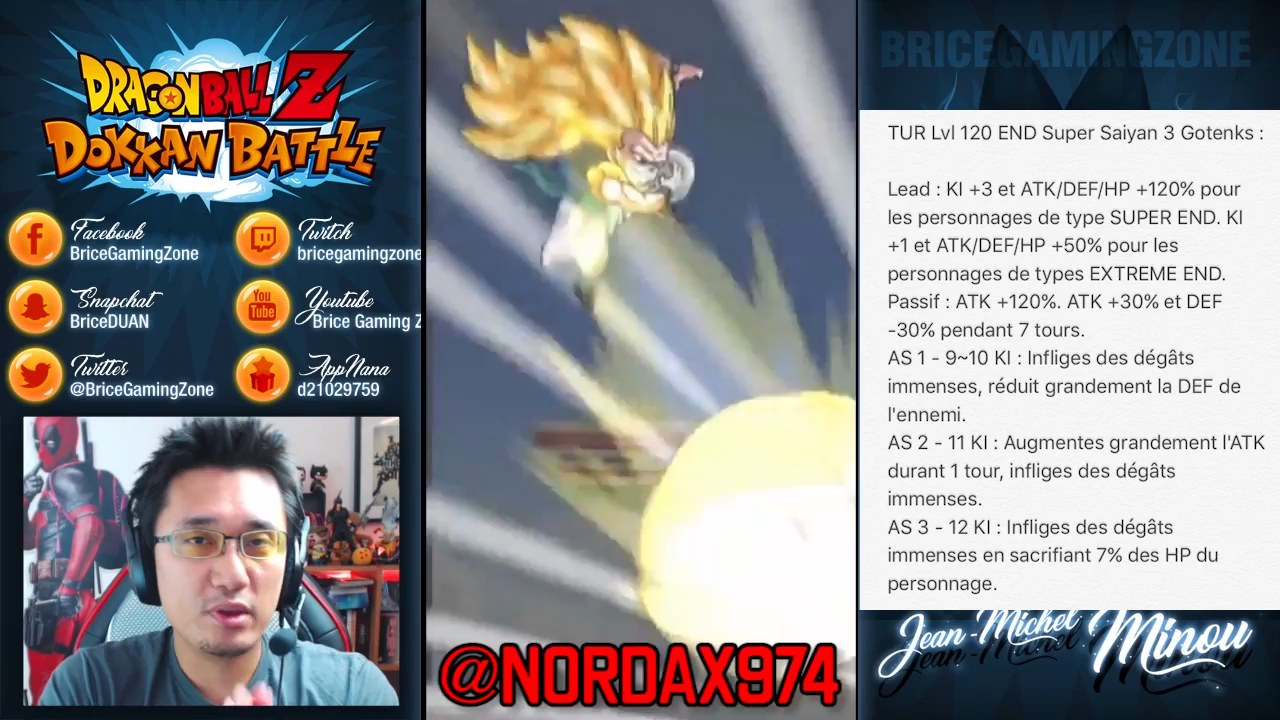 DRAGONBALL Z
DOKKAN BATTLE
Facebook
BriceGamingZone
Twitch
bricegamingzone
Snapchat
BriceDUAN
You
Tube
Youtube
Brice Gaming Z
Twitter
@BriceGamingZone
AppNana
d21029759
@NORDAX974
BRICEGAMINGZONE
TUR Lvl 120 END Super Saiyan 3 Gotenks :
Lead : KI +3 et ATK/DEF/HP +120% pour
les personnages de type SUPER END. KI
+1 et ATK/DEF/HP +50% pour les
personnages de types EXTREME END.
Passif : ATK +120%. ATK +30% et DEF
-30% pendant 7 tours.
AS 1 - 9~10 KI : Infliges des dégâts
immenses, réduit grandement la DEF de
l'ennemi.
AS 2 - 11 KI : Augmentes grandement l'ATK
durant 1 tour, infliges des dégâts
immenses.
AS 3 - 12 KI : Infliges des dégâts
immenses en sacrifiant 7% des HP du
personnage.
Jean-Michel Minou